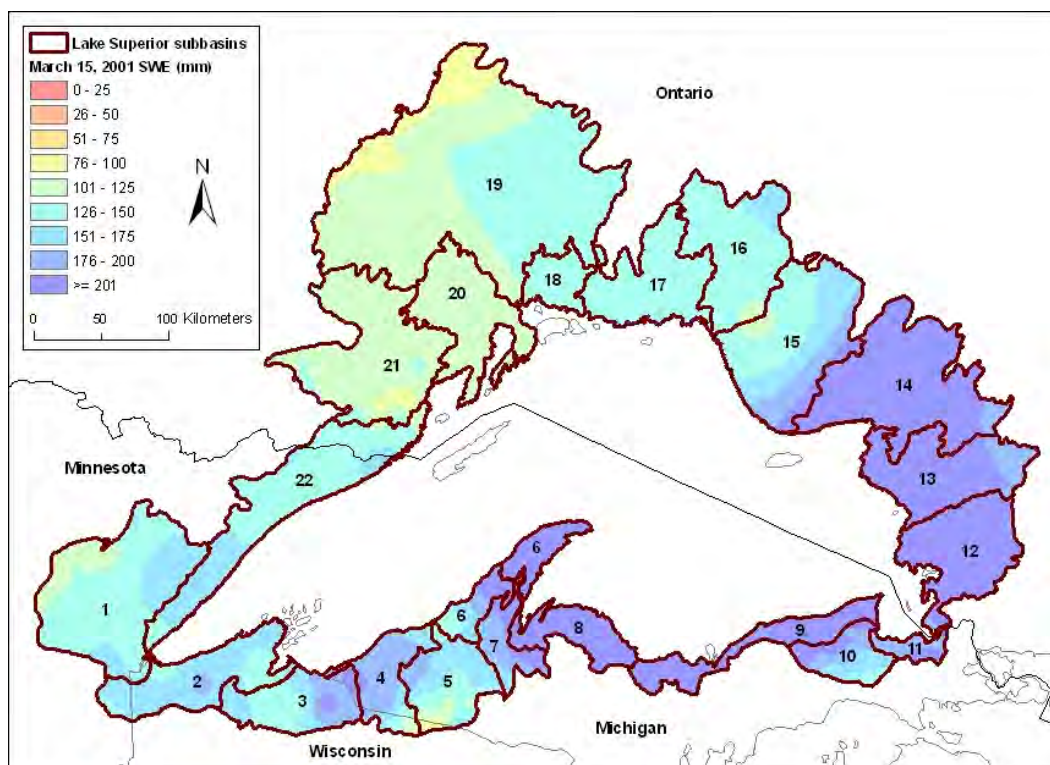 Lake Superior subbasins
March 15, 2001 SWE (mm)
0 - 25
26 - 50
51 - 75
76 - 100
101 - 125
126 - 150
151 - 175
176 - 200
>= 201
N
0 50 100 Kilometers
Ontario
19
16
18
17
20
15
21
14
Minnesota
22
13
12
6
1
6
8
9
7
11
10
2
4
5
3
Michigan
Wisconsin